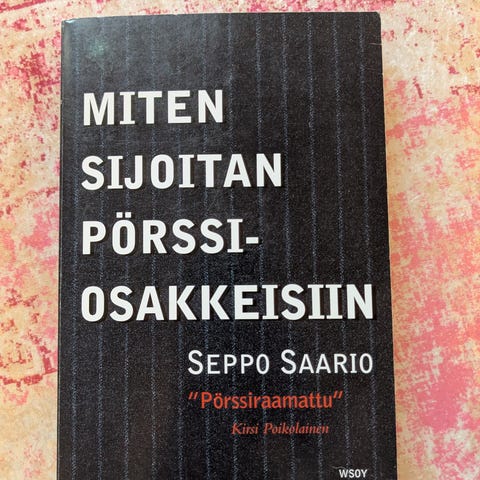 MITEN
SIJOITAN
PÖRSSI-
OSAKKEISIIN
SEPPO SAARIO
"Pörssiraamattu"
Kirsi Poikolainen
WSOY